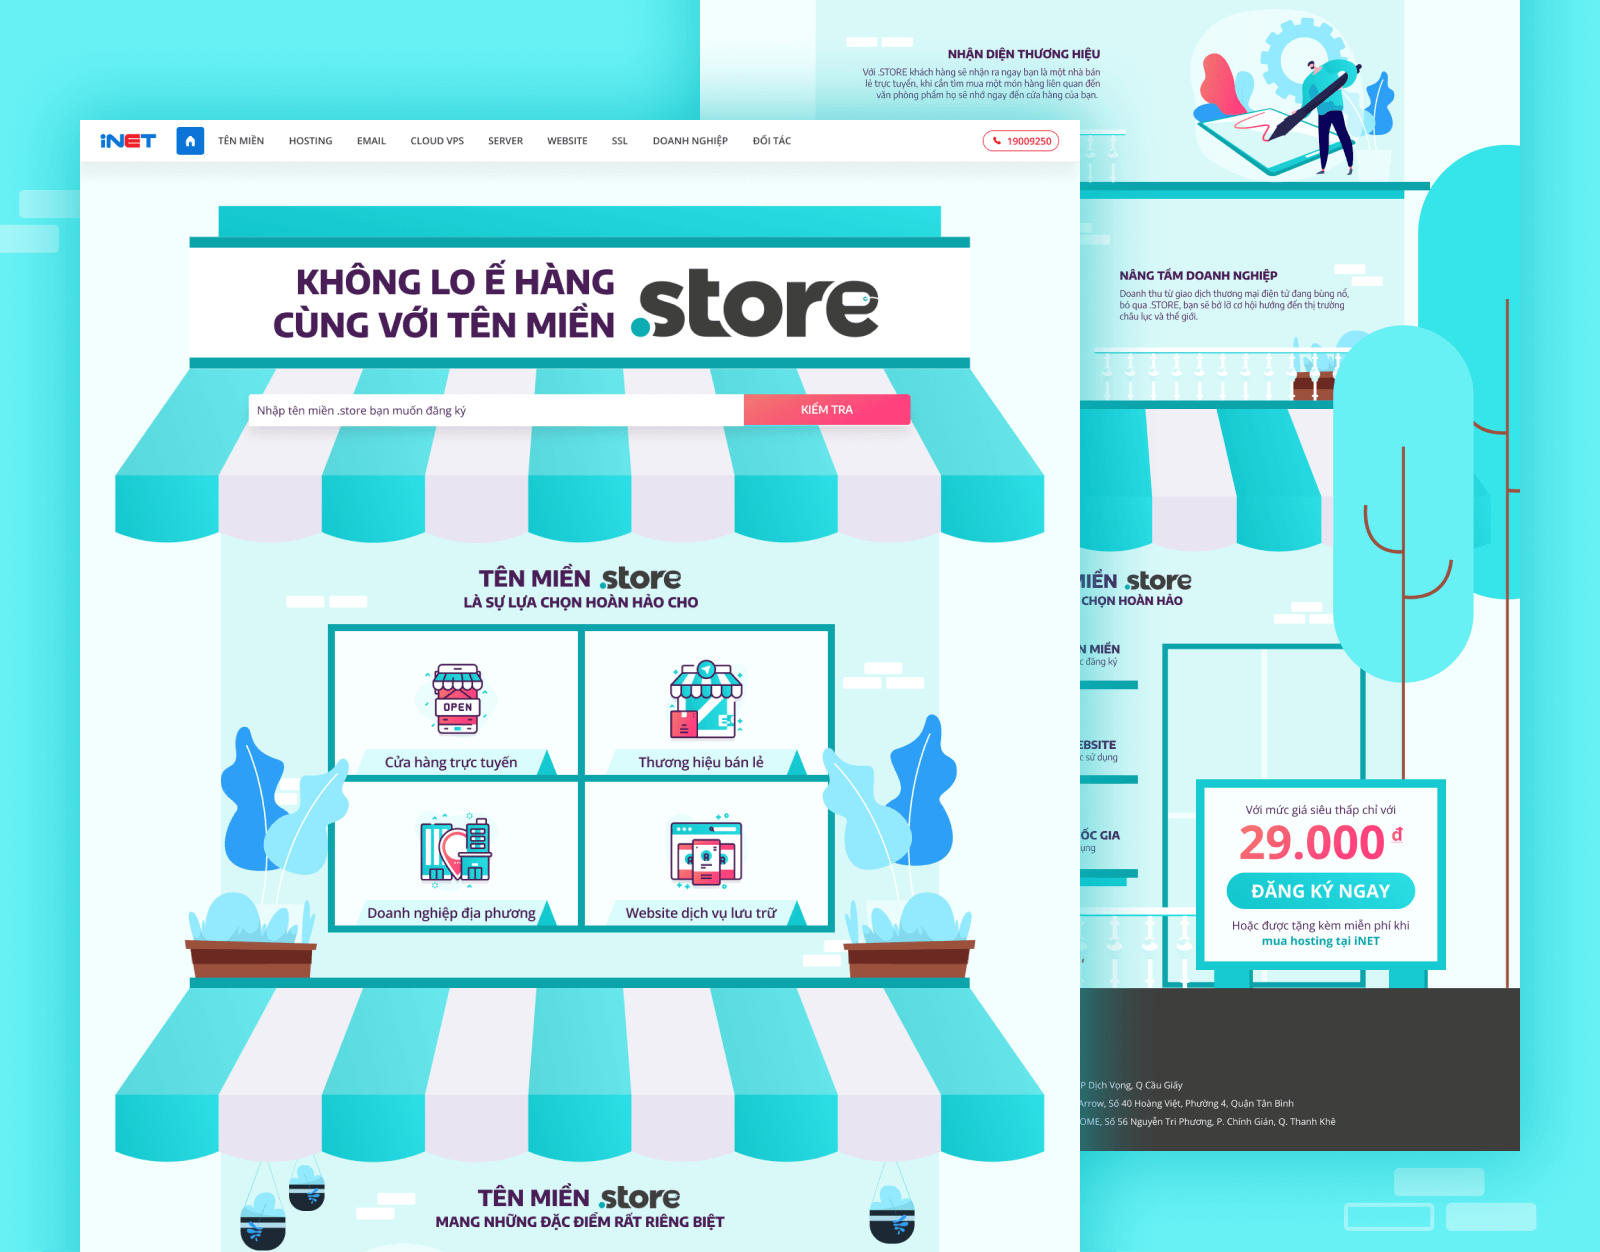 iNET
TÊN MIỀN HOSTING EMAIL CLOUD VPS SERVER WEBSITE SSL DOANH NGHIỆP ĐỐI TÁC
19009250
KHÔNG LO Ế HÀNG
CÙNG VỚI TÊN MIỀN
.store
Nhập tên miền .store bạn muốn đăng ký
KIỂM TRA
TÊN MIỀN .store
LÀ SỰ LỰA CHỌN HOÀN HẢO CHO
OPEN
Cửa hàng trực tuyến
Thương hiệu bán lẻ
Doanh nghiệp địa phương
Website dịch vụ lưu trữ
TÊN MIỀN .store
MANG NHỮNG ĐẶC ĐIỂM RẤT RIÊNG BIỆT
NHẬN DIỆN THƯƠNG HIỆU
Với .STORE khách hàng sẽ nhận ra ngay bạn là một nhà bán
lẻ trực tuyến, khi cần tìm mua một món hàng liên quan đến
văn phòng phẩm họ sẽ nhớ ngay đến cửa hàng của bạn.
NÂNG TẦM DOANH NGHIỆP
Doanh thu từ giao dịch thương mại điện tử đang bùng nổ,
bỏ qua .STORE, bạn sẽ bỏ lỡ cơ hội hướng đến thị trường
châu lục và thế giới.
MIỀN .store
CHỌN HOÀN HẢO
N MIỀN
c đăng ký
EBSITE
c sử dụng
ỐC GIA
ụng
Với mức giá siêu thấp chỉ với
29.000 đ
ĐĂNG KÝ NGAY
Hoặc được tặng kèm miễn phí khi
mua hosting tại iNET
P Dịch Vọng, Q Cầu Giấy
Arrow, Số 40 Hoàng Việt, Phường 4, Quận Tân Bình
OME, Số 56 Nguyễn Tri Phương, P. Chính Gián, Q. Thanh Khê